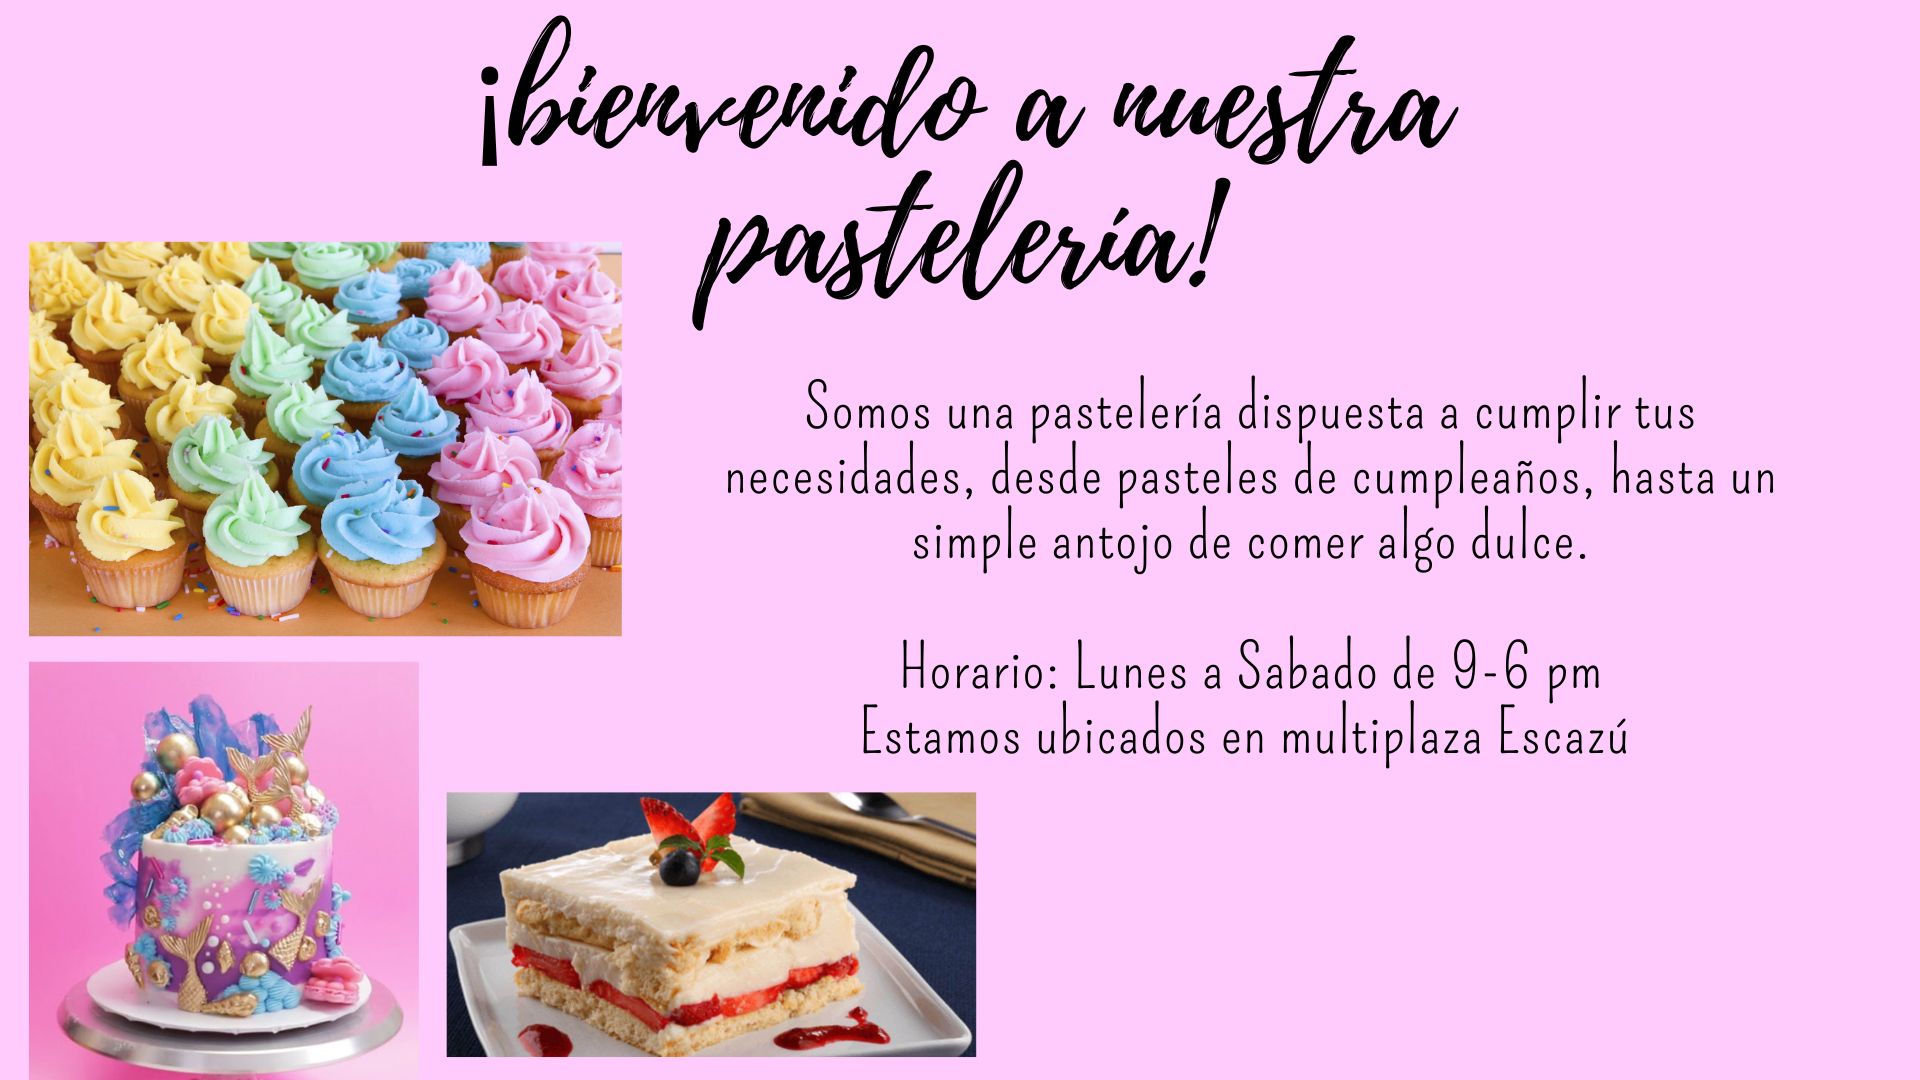 ¡bienvenido a nuestra
pastelería!
Somos una pastelería dispuesta a cumplir tus
necesidades, desde pasteles de cumpleaños, hasta un
simple antojo de comer algo dulce.
Horario: Lunes a Sabado de 9-6 pm
Estamos ubicados en multiplaza Escazú